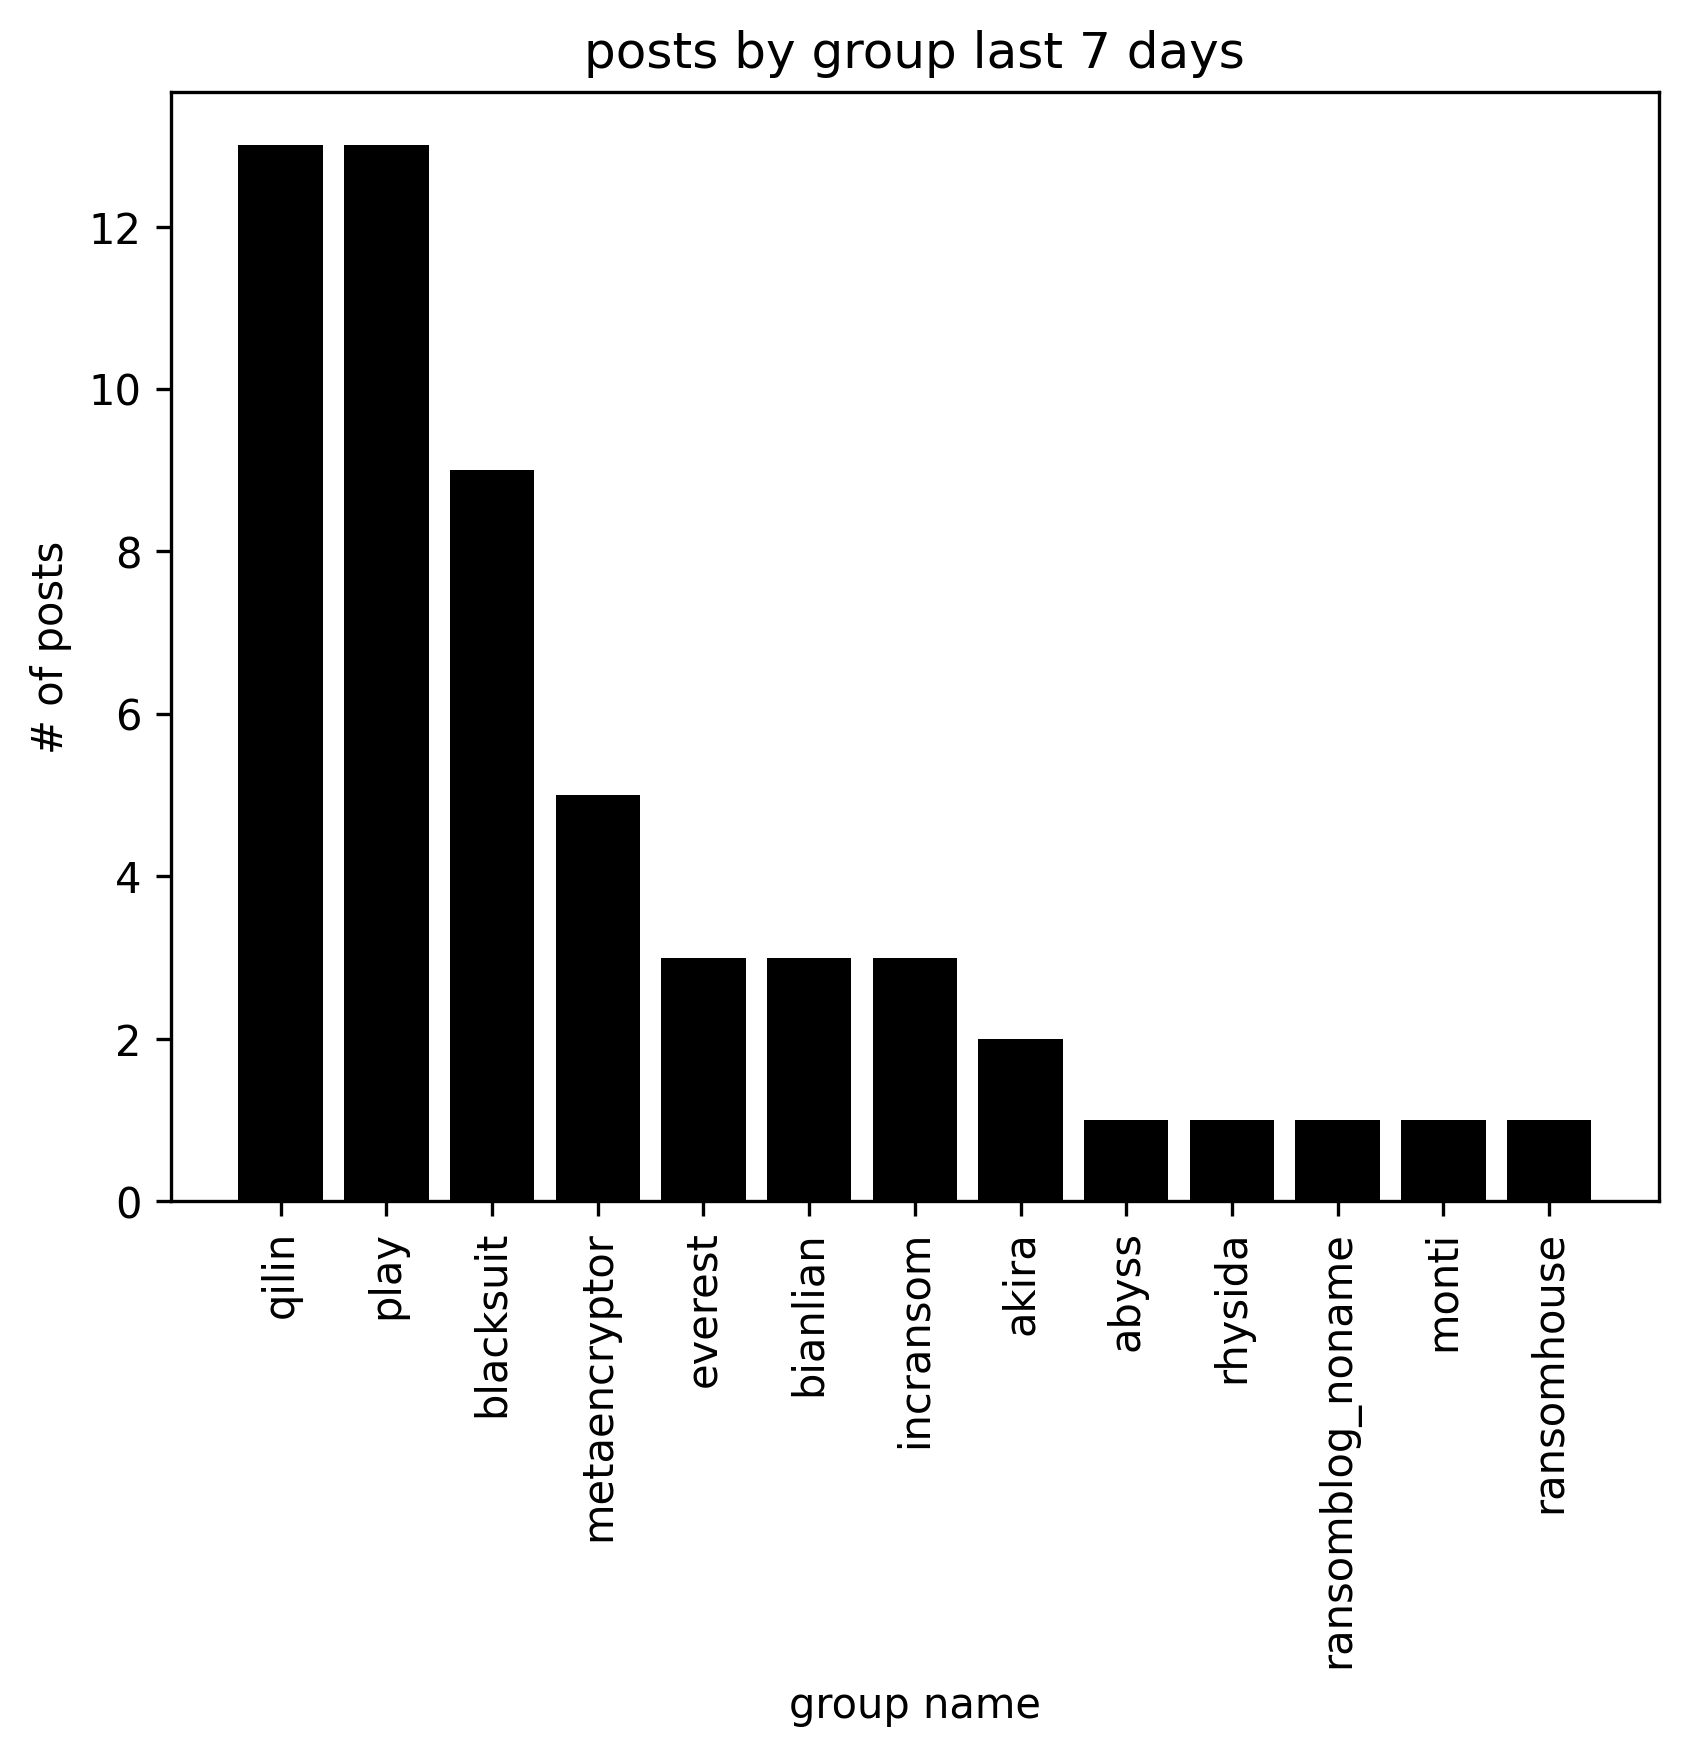 posts by group last 7 days
# of posts
12
10
8
6
4
2
0
qilin
play
blacksuit
metaencryptor
everest
bianlian
incransom
akira
abyss
rhysida
ransomblog_noname
monti
ransomhouse
group name